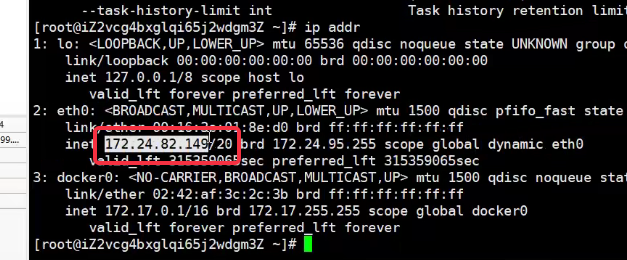 --task-history-limit int Task history retention limit
[root@iZ2vcg4bxglqi65j2wdgm3Z ~]# ip addr
1: lo: <LOOPBACK,UP,LOWER_UP> mtu 65536 qdisc noqueue state UNKNOWN group
link/loopback 00:00:00:00:00:00 brd 00:00:00:00:00:00
inet 127.0.0.1/8 scope host lo
valid_lft forever preferred_lft forever
2: eth0: <BROADCAST,MULTICAST,UP,LOWER_UP> mtu 1500 qdisc pfifo_fast state
link/ether brd ff:ff:ff:ff:ff:ff
inet 172.24.82.149/20 brd 172.24.95.255 scope global dynamic eth0
valid_lft 315359065sec preferred_lft 315359065sec
3: docker0: <NO-CARRIER,BROADCAST,MULTICAST,UP> mtu 1500 qdisc noqueue state
link/ether 02:42:af:3c:2c:3b brd ff:ff:ff:ff:ff:ff
inet 172.17.0.1/16 brd 172.17.255.255 scope global docker0
valid_lft forever preferred_lft forever
[root@iZ2vcg4bxglqi65j2wdgm3Z ~]#
4
99....